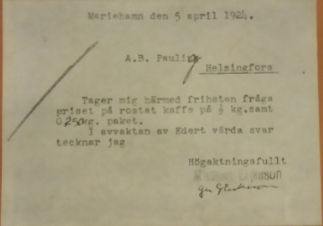 Mariehamn den 5 april 1924.
A.B. Paulig
Helsingfors
Tager mig härmed friheten fråga
priset på rostat kaffe på ½ kg.samt
0,250kg. paket.
I avvaktan av Edert värda svar
tecknar jag
Högaktningsfullt